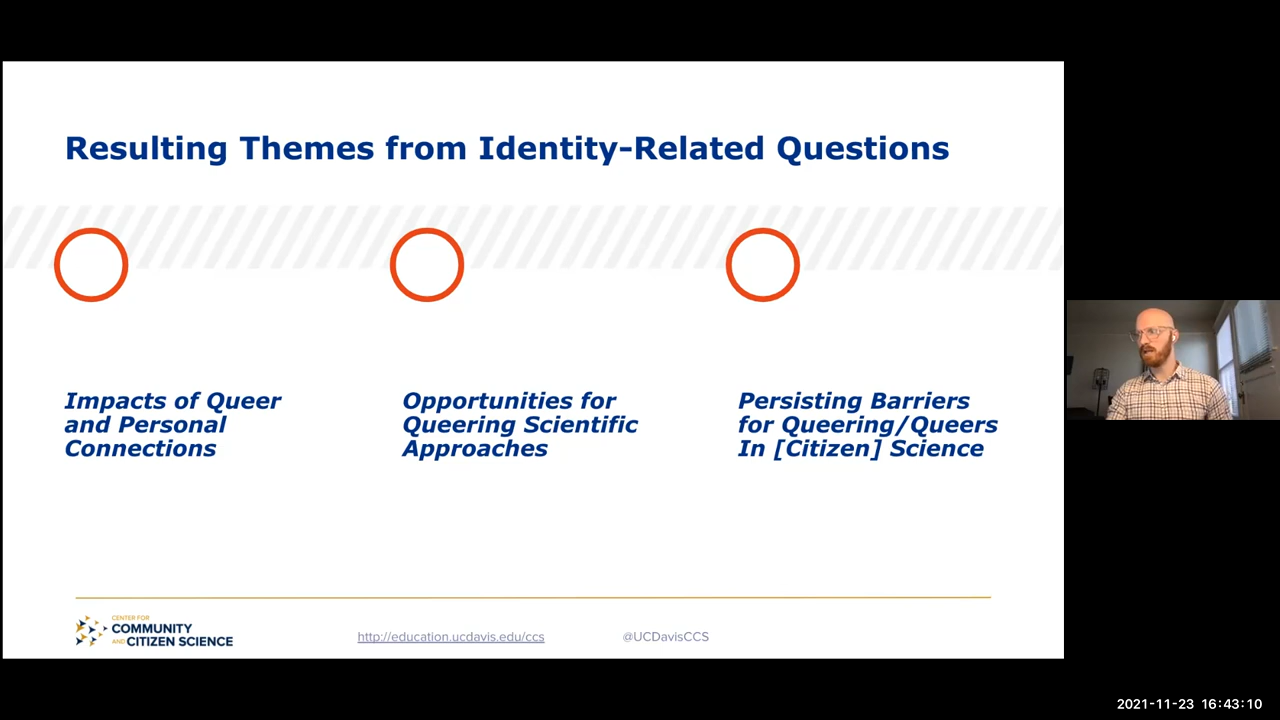 Resulting Themes from Identity-Related Questions
Impacts of Queer
and Personal
Connections
Opportunities for
Queering Scientific
Approaches
Persisting Barriers
for Queering/Queers
In [Citizen] Science
CENTER FOR
COMMUNITY
AND CITIZEN SCIENCE
http://education.ucdavis.edu/ccs
@UCDavisCCS
2021-11-23 16:43:10